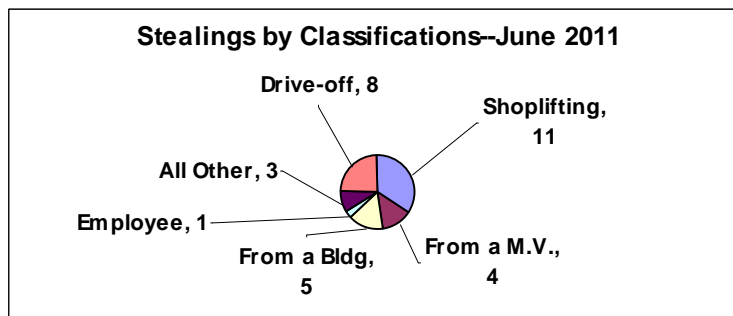 Stealings by Classifications--June 2011
Drive-off, 8
Shoplifting,
11
All Other, 3
Employee, 1
From a Bldg,
5
From a M.V.,
4